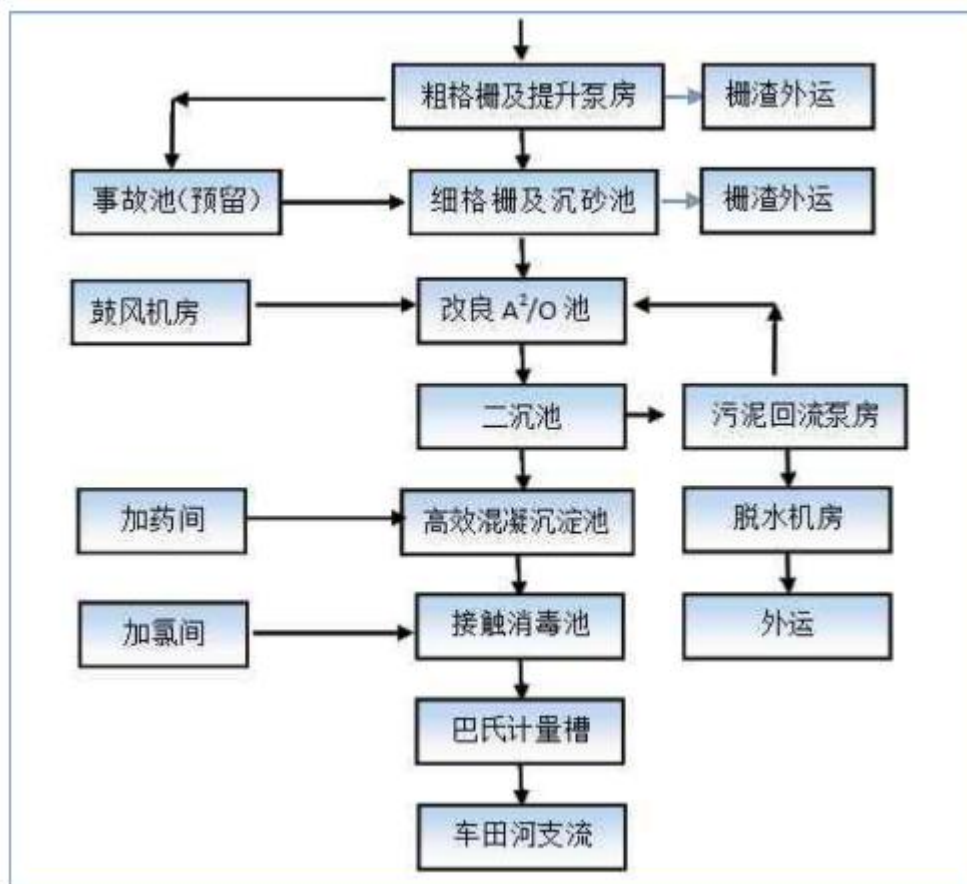 粗格栅及提升泵房
栅渣外运
事故池(预留)
细格栅及沉砂池
栅渣外运
鼓风机房
改良 A²/O 池
二沉池
污泥回流泵房
加药间
高效混凝沉淀池
脱水机房
加氯间
接触消毒池
外运
巴氏计量槽
车田河支流